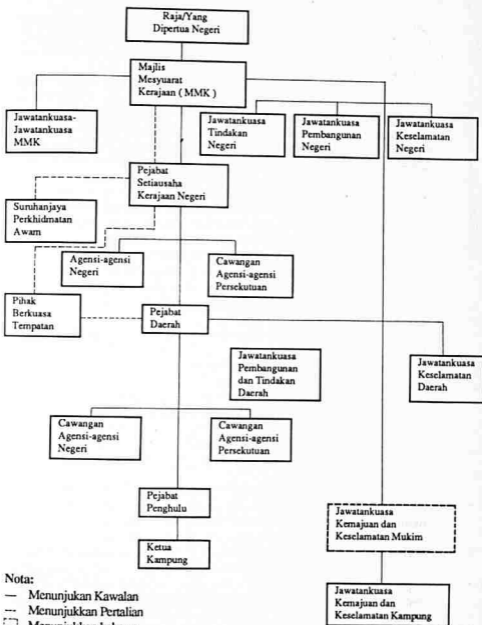 Raja/Yang
Dipertua Negeri
Majlis
Mesyuarat
Kerajaan ( MMK )
Jawatankuasa-
Jawatankuasa
MMK
Jawatankuasa
Tindakan
Negeri
Jawatankuasa
Pembangunan
Negeri
Jawatankuasa
Keselamatan
Negeri
Pejabat
Setiausaha
Kerajaan Negeri
Suruhanjaya
Perkhidmatan
Awam
Agensi-agensi
Negeri
Cawangan
Agensi-agensi
Persekutuan
Pihak
Berkuasa
Tempatan
Pejabat
Daerah
Jawatankuasa
Pembangunan
dan Tindakan
Daerah
Jawatankuasa
Keselamatan
Daerah
Cawangan
Agensi-agensi
Negeri
Cawangan
Agensi-agensi
Persekutuan
Pejabat
Penghulu
Jawatankuasa
Kemajuan dan
Keselamatan Mukim
Ketua
Kampung
Jawatankuasa
Kemajuan dan
Keselamatan Kampung
Nota:
— Menunjukan Kawalan
--- Menunjukkan Pertalian